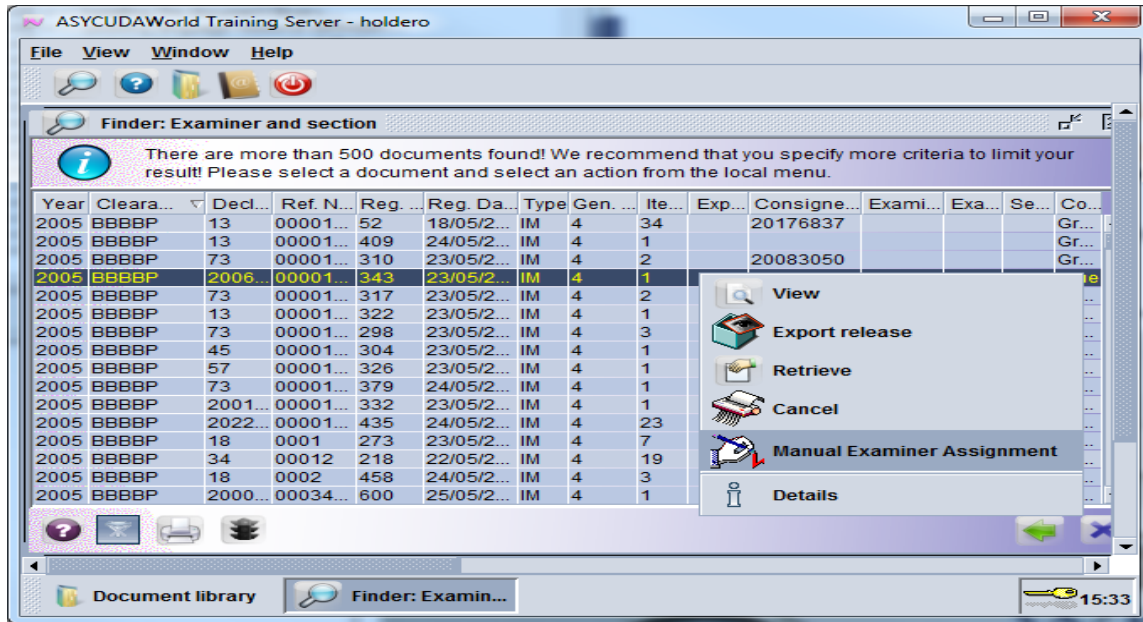 ASYCUDAWorld Training Server - holdero
File View Window Help
Finder: Examiner and section
There are more than 500 documents found! We recommend that you specify more criteria to limit your
result! Please select a document and select an action from the local menu.
Year Cleara... Decl... Ref. N... Reg. ... Reg. Da... Type Gen. ... Ite... Exp... Consigne... Exami... Exa... Se... Co...
2005 BBBBP 13 00001... 52 18/05/2... IM 4 34 20176837 Gr...
2005 BBBBP 13 00001... 409 24/05/2... IM 4 1 Gr...
2005 BBBBP 73 00001... 310 23/05/2... IM 4 2 20083050 Gr...
2005 BBBBP 2006... 00001... 343 23/05/2... IM 4 1
2005 BBBBP 73 00001... 317 23/05/2... IM 4 2
2005 BBBBP 13 00001... 322 23/05/2... IM 4 1
2005 BBBBP 73 00001... 298 23/05/2... IM 4 3
2005 BBBBP 45 00001... 304 23/05/2... IM 4 1
2005 BBBBP 57 00001... 326 23/05/2... IM 4 1
2005 BBBBP 73 00001... 379 24/05/2... IM 4 1
2005 BBBBP 2001... 00001... 332 23/05/2... IM 4 1
2005 BBBBP 2022... 00001... 435 24/05/2... IM 4 23
2005 BBBBP 18 0001 273 23/05/2... IM 4 7
2005 BBBBP 34 00012 218 22/05/2... IM 4 19
2005 BBBBP 18 0002 458 24/05/2... IM 4 3
2005 BBBBP 2000... 00034... 600 25/05/2... IM 4 1
View
Export release
Retrieve
Cancel
Manual Examiner Assignment
Details
Document library Finder: Examin... 15:33